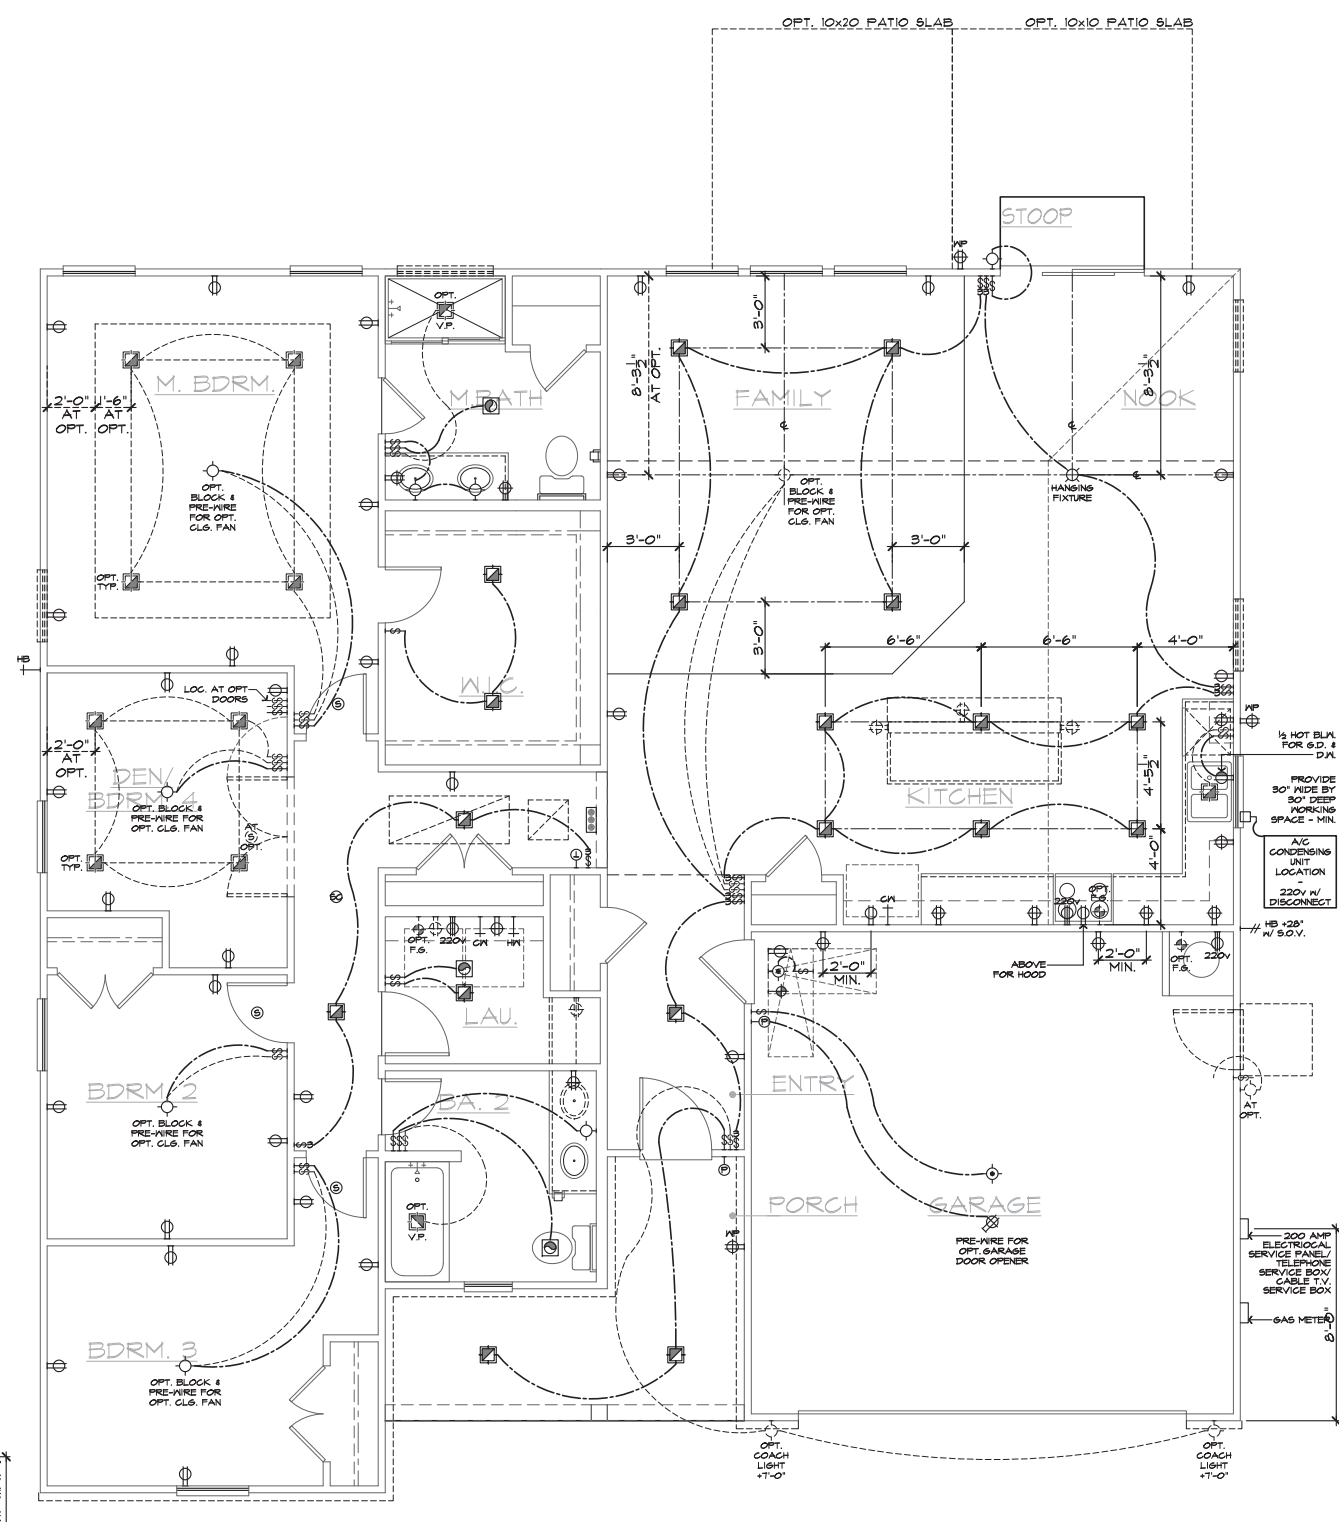 OPT. 10x20 PATIO SLAB
OPT. 10x10 PATIO SLAB
STOOP
WP
OPT.
V.P.
3'-0"
8'-3½"
AT OPT.
8'-3½"
M. BDRM.
M.BATH
FAMILY
NOOK
2'-0"
AT
OPT.
1'-6"
AT
OPT.
OPT.
BLOCK &
PRE-WIRE
FOR OPT.
CLG. FAN
OPT.
BLOCK &
PRE-WIRE
FOR OPT.
CLG. FAN
HANGING
FIXTURE
3'-0"
3'-0"
OPT.
TYP.
3'-0"
6'-6"
6'-6"
4'-0"
HB
LOC. AT OPT
DOORS
W.I.C.
S
WP
½ HOT BLW.
FOR G.D. &
D.W.
2'-0"
AT
OPT.
DEN/
BDRM. 4
OPT. BLOCK &
PRE-WIRE FOR
OPT. CLG. FAN
KITCHEN
4'-5½"
PROVIDE
30" WIDE BY
30" DEEP
WORKING
SPACE - MIN.
AT
S
OPT.
OPT.
TYP.
T
4'-0"
A/C
CONDENSING
UNIT
LOCATION
-
220v W/
DISCONNECT
CW
220v
OPT.
F.G.
HB +28"
W/ S.O.V.
OPT.
F.G.
220v
CW
HW
ABOVE
FOR HOOD
2'-0"
MIN.
2'-0"
MIN.
OPT.
F.G.
220v
S
LAU.
P
BDRM. 2
BA. 2
ENTRY
AT
OPT.
OPT. BLOCK &
PRE-WIRE FOR
OPT. CLG. FAN
P
S
OPT.
V.P.
PORCH
GARAGE
WP
PRE-WIRE FOR
OPT.GARAGE
DOOR OPENER
200 AMP
ELECTRIOCAL
SERVICE PANEL/
TELEPHONE
SERVICE BOX/
CABLE T.V.
SERVICE BOX
GAS METER
8'-0"
BDRM. 3
OPT. BLOCK &
PRE-WIRE FOR
OPT. CLG. FAN
OPT.
COACH
LIGHT
+7'-0"
OPT.
COACH
LIGHT
+7'-0"